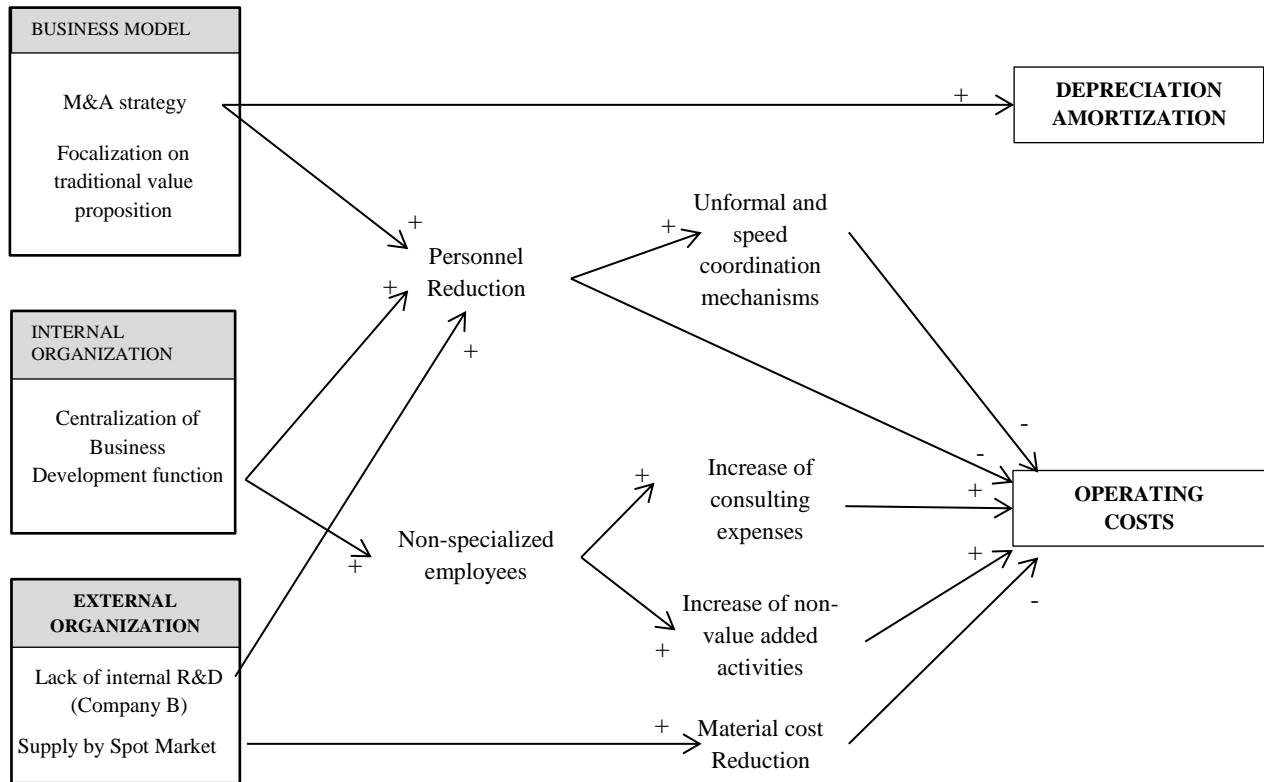 BUSINESS MODEL
M&A strategy
Focalization on
traditional value
proposition
+
DEPRECIATION
AMORTIZATION
+
Personnel
Reduction
+
Unformal and
speed
coordination
mechanisms
+
+
INTERNAL
ORGANIZATION
Centralization of
Business
Development function
-
-
+
Non-specialized
employees
+
Increase of
consulting
expenses
+
OPERATING
COSTS
+
Increase of non-
value added
activities
+
-
EXTERNAL
ORGANIZATION
Lack of internal R&D
(Company B)
Supply by Spot Market
+
Material cost
Reduction